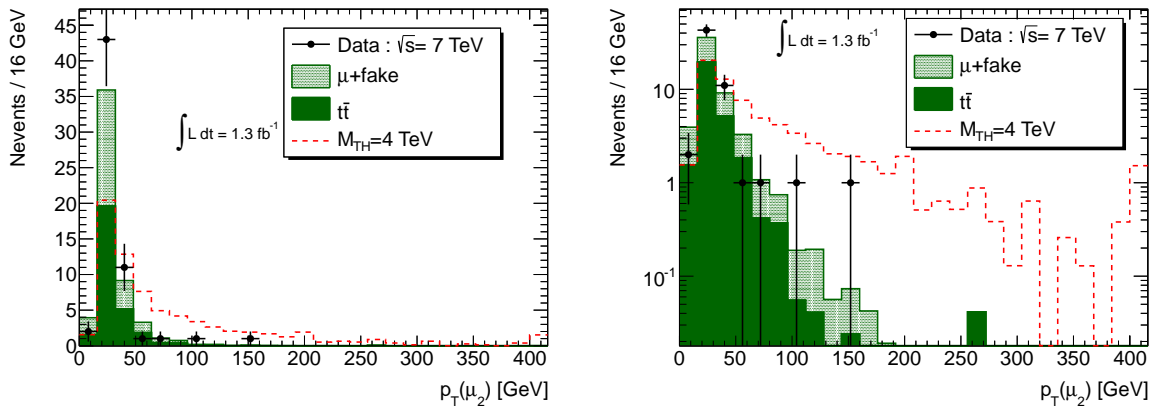 Nevents / 16 GeV
45
40
35
30
25
20
15
10
5
0
0 50 100 150 200 250 300 350 400
p_T(μ_2) [GeV]
∫ L dt = 1.3 fb⁻¹
Data : √s= 7 TeV
μ+fake
tt̄
M_TH=4 TeV
Nevents / 16 GeV
10
1
10⁻¹
0 50 100 150 200 250 300 350 400
p_T(μ_2) [GeV]
∫ L dt = 1.3 fb⁻¹
Data : √s= 7 TeV
μ+fake
tt̄
M_TH=4 TeV